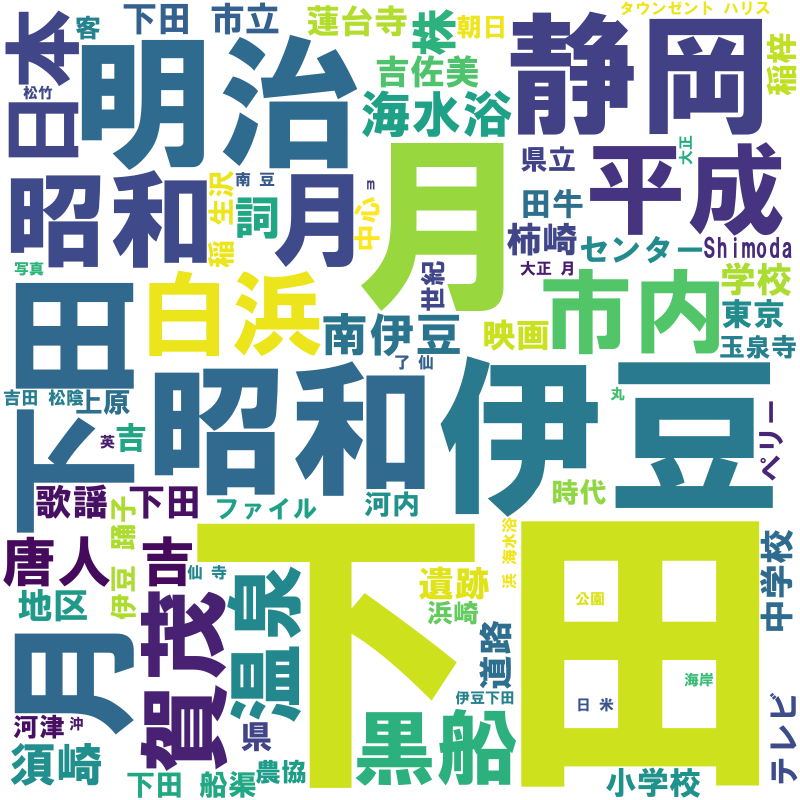 タウンゼント ハリス
日本
客
下田 市立
蓮台寺
株
朝日
静岡
稲梓
明治
吉佐美
海水浴
松竹
大正
昭和
稲 生沢
南 豆
詞
月
m
中心
月
県立
田牛
柿崎
平成
センター
Shimoda
大正 月
写真
下田
白浜
世紀
南伊豆
映画
市内
学校
東京
玉泉寺
了 仙
昭和
伊豆
丸
ペリー
吉田 松陰
上原
英
吉
歌謡 下田
ファイル
河内
時代
唐人 吉
伊豆 踊子
地区
仙 寺
下田
遺跡
浜崎
浜 海水浴
公園
中学校
月
賀茂
温泉
道路
伊豆下田
日 米
海岸
テレビ
河津
沖
県
黒船
須崎
下田 船渠
農協
小学校